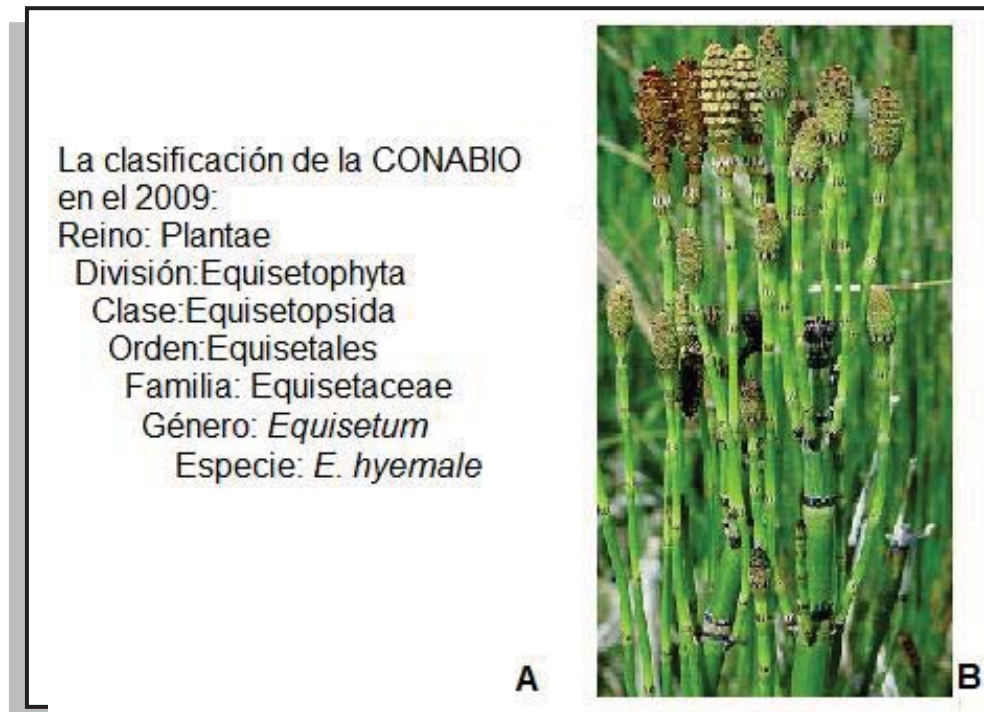 La clasificación de la CONABIO
en el 2009:
Reino: Plantae
División:Equisetophyta
Clase:Equisetopsida
Orden:Equisetales
Familia: Equisetaceae
Género: Equisetum
Especie: E. hyemale
A
B